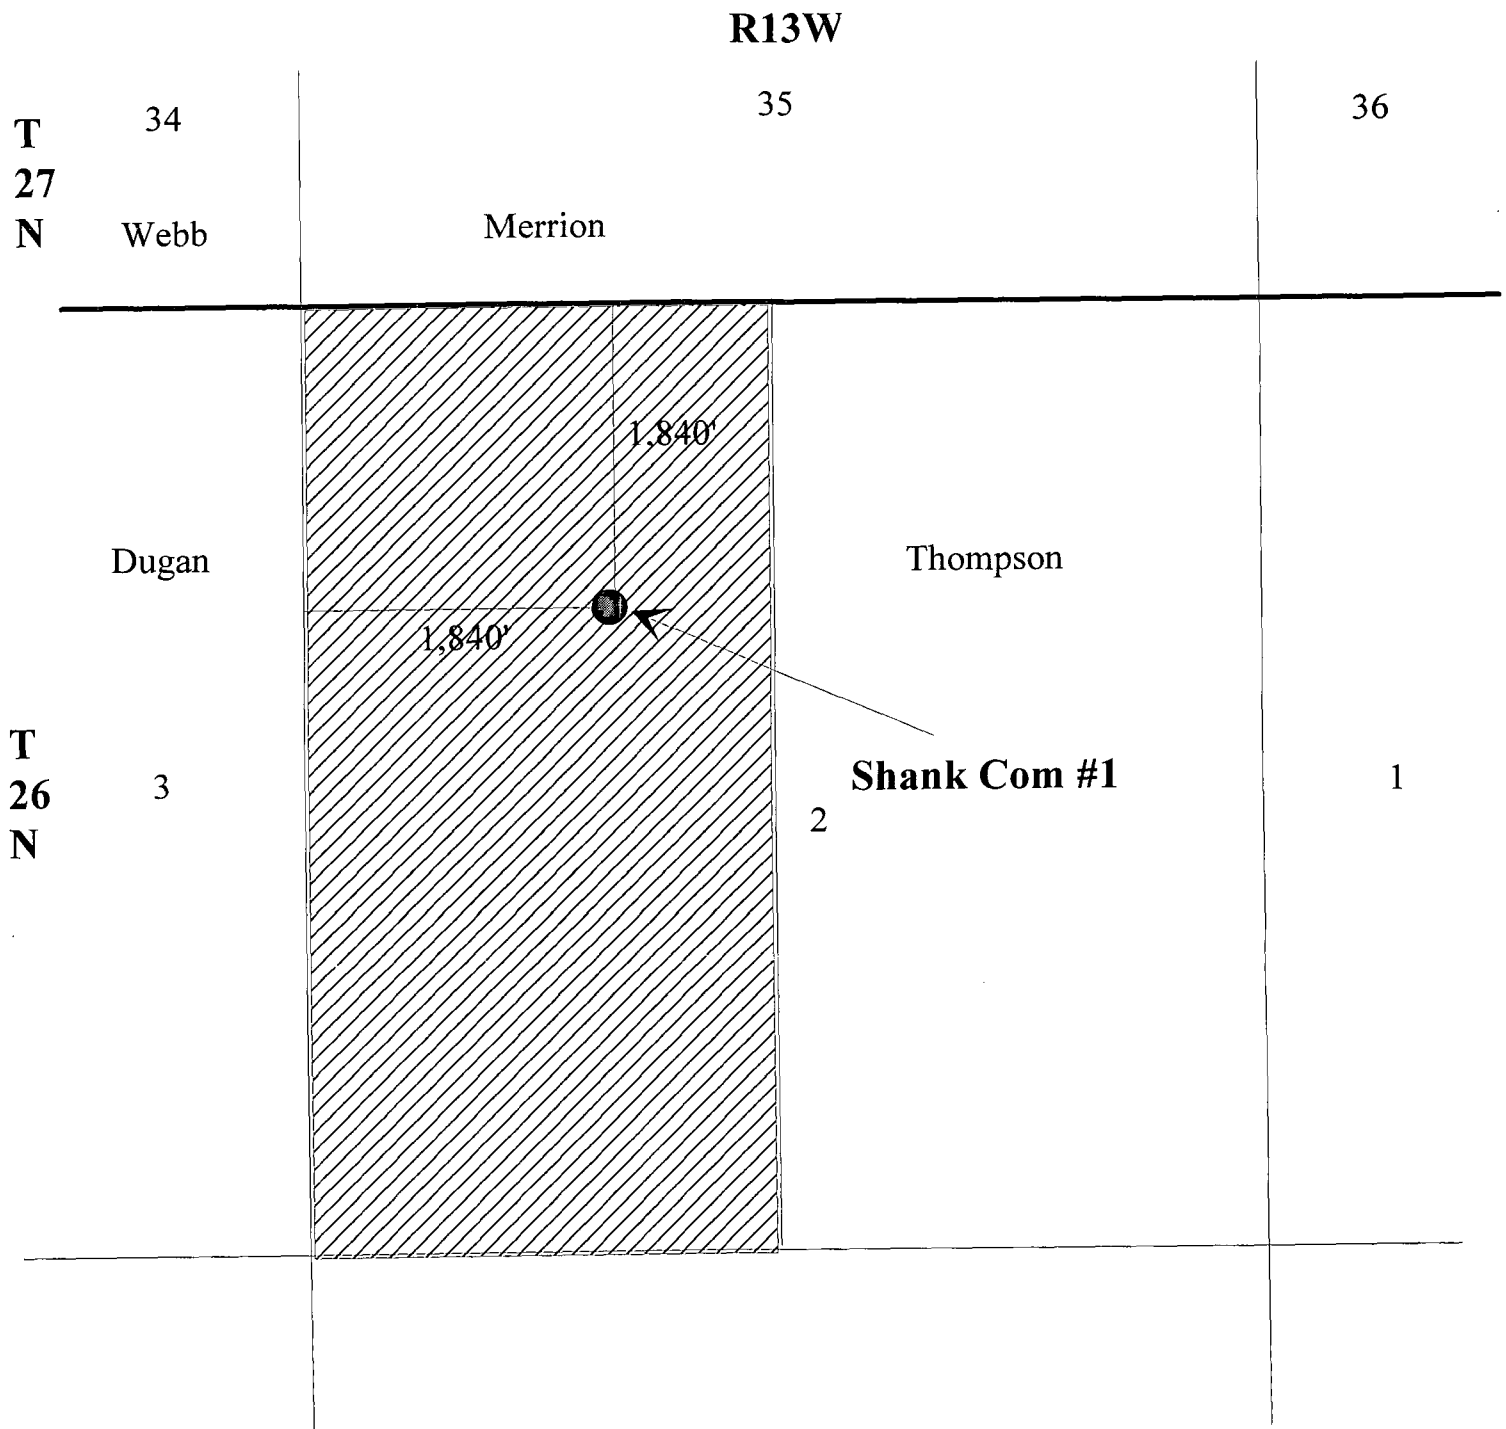 R13W
34
35
36
T
27
N
Webb
Merrion
1,840'
Dugan
Thompson
1,840'
T
26
N
3
Shank Com #1
2
1